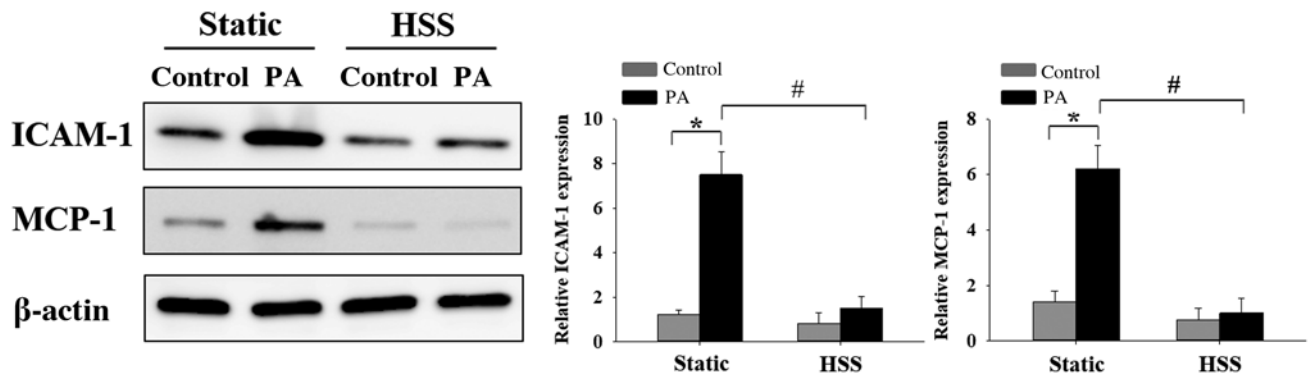 Static HSS
Control PA Control PA
ICAM-1
MCP-1
β-actin
Control
PA
#
*
Relative ICAM-1 expression
10
8
6
4
2
0
Static HSS
Control
PA
#
*
Relative MCP-1 expression
8
6
4
2
0
Static HSS